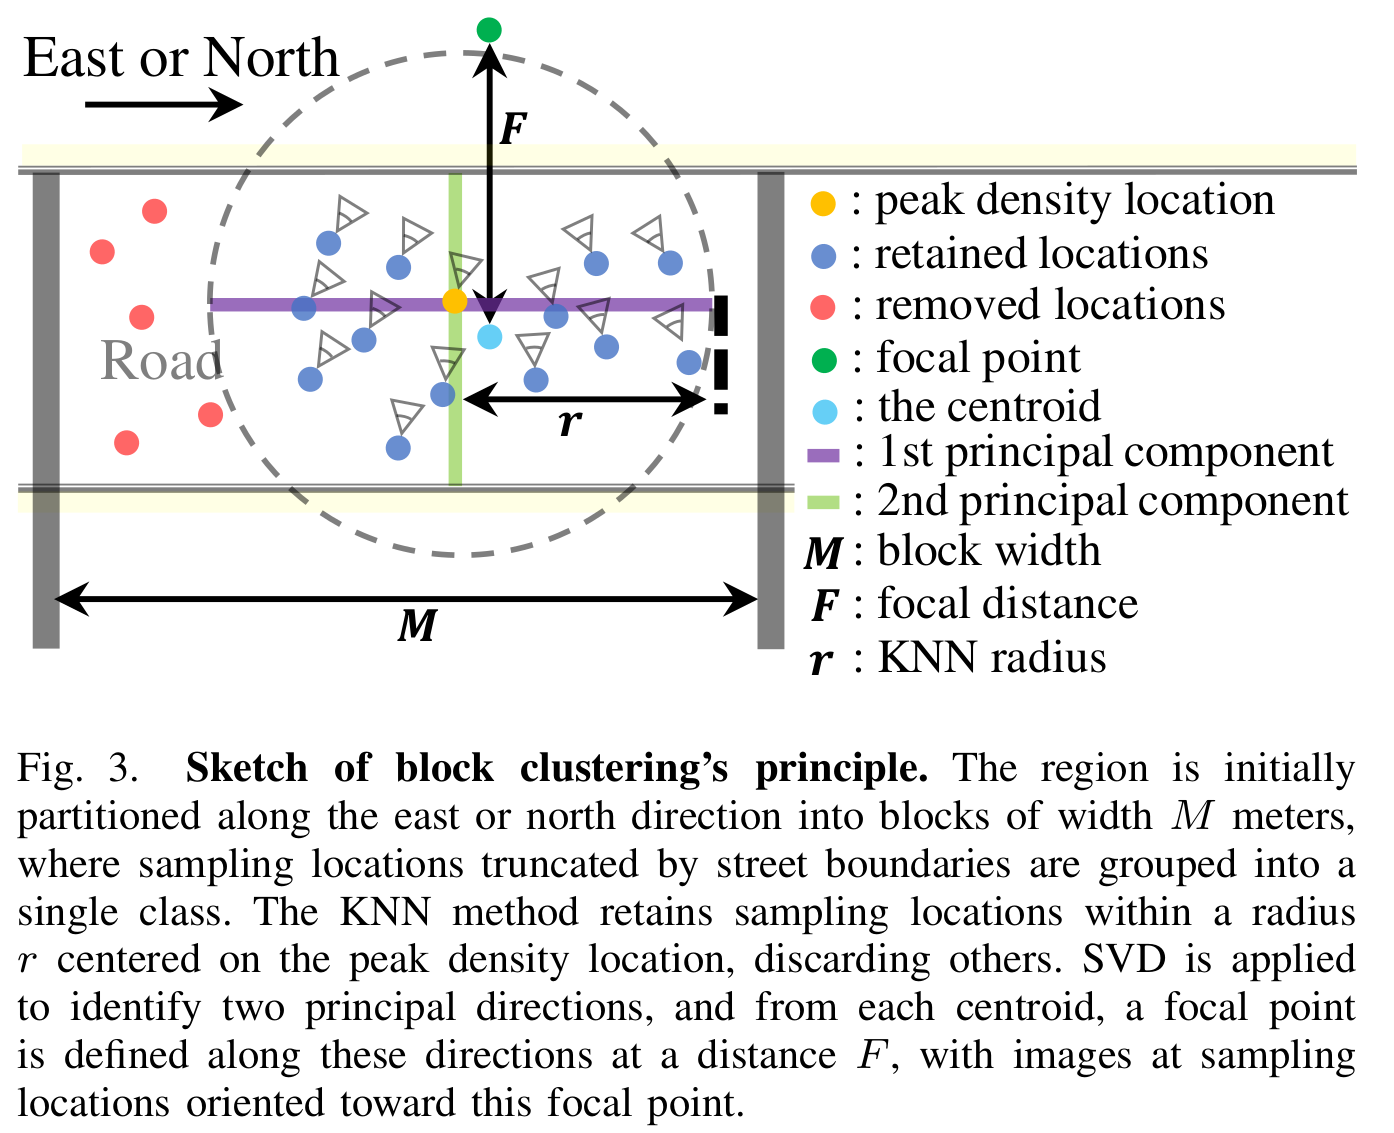 East or North
F
: peak density location
: retained locations
: removed locations
Road
: focal point
: the centroid
r
: 1st principal component
: 2nd principal component
M : block width
F : focal distance
M
r : KNN radius
Fig. 3. Sketch of block clustering's principle. The region is initially
partitioned along the east or north direction into blocks of width M meters,
where sampling locations truncated by street boundaries are grouped into a
single class. The KNN method retains sampling locations within a radius
r centered on the peak density location, discarding others. SVD is applied
to identify two principal directions, and from each centroid, a focal point
is defined along these directions at a distance F, with images at sampling
locations oriented toward this focal point.